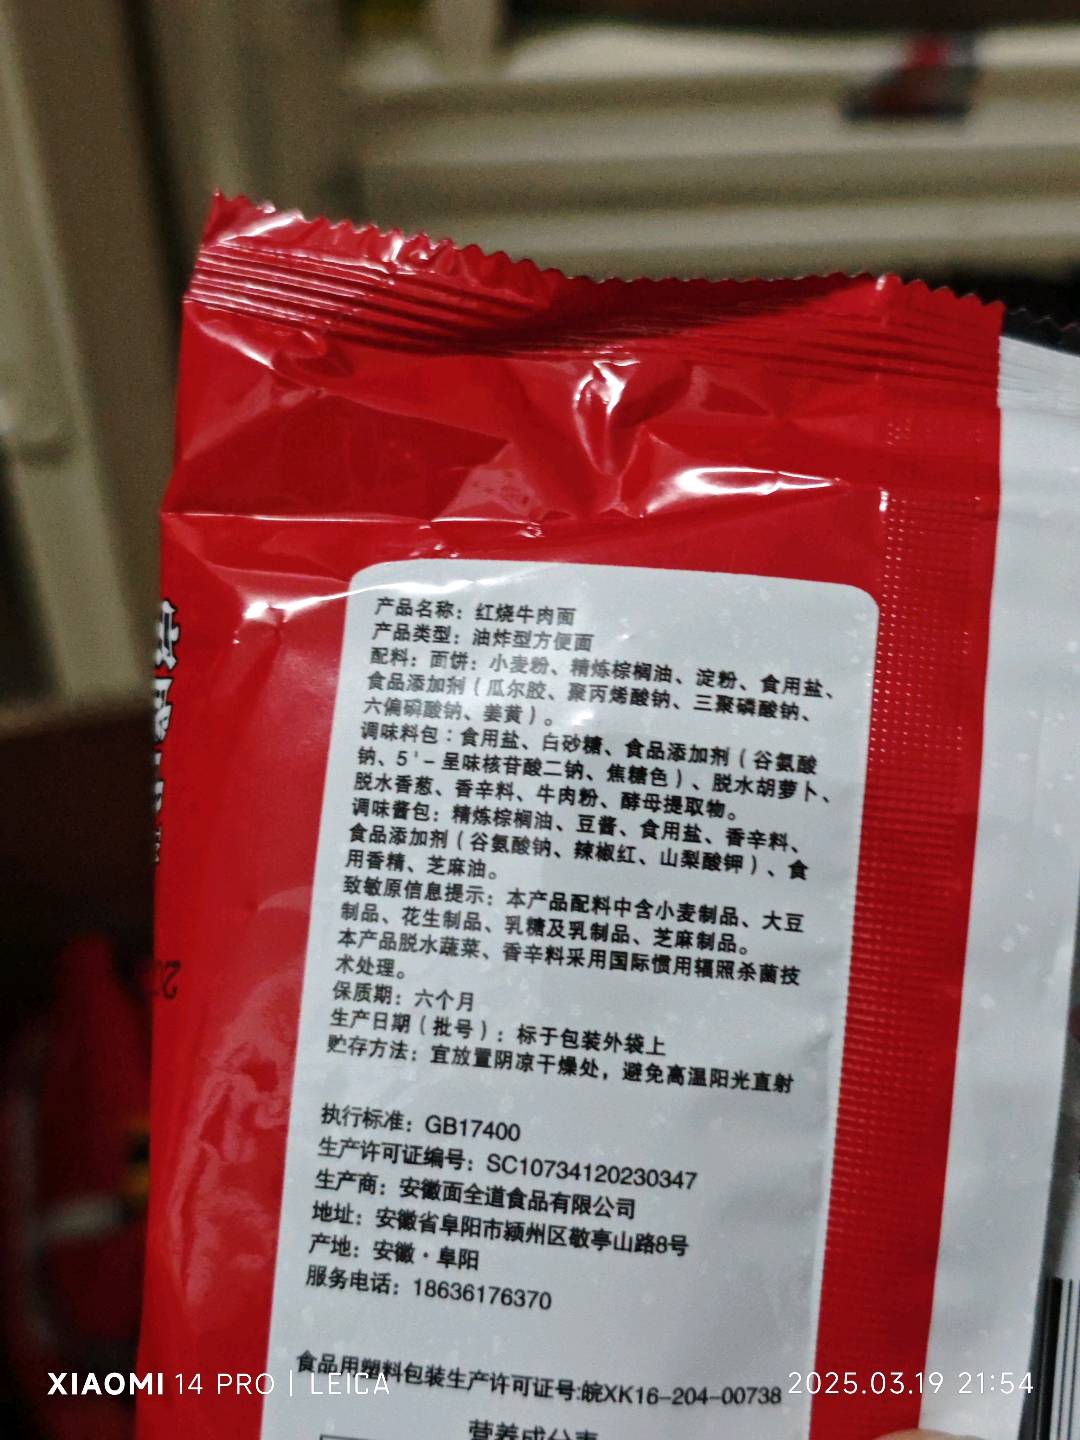 产品名称：红烧牛肉面
产品类型：油炸型方便面
配料：面饼：小麦粉、精炼棕榈油、淀粉、食用盐、
食品添加剂（瓜尔胶、聚丙烯酸钠、三聚磷酸钠、
六偏磷酸钠、姜黄）。
调味料包：食用盐、白砂糖、食品添加剂（谷氨酸
钠、5'-呈味核苷酸二钠、焦糖色）、脱水胡萝卜、
脱水香葱、香辛料、牛肉粉、酵母提取物。
调味酱包：精炼棕榈油、豆酱、食用盐、香辛料、
食品添加剂（谷氨酸钠、辣椒红、山梨酸钾）、食
用香精、芝麻油。
致敏原信息提示：本产品配料中含小麦制品、大豆
制品、花生制品、乳糖及乳制品、芝麻制品。
本产品脱水蔬菜、香辛料采用国际惯用辐照杀菌技
术处理。
保质期：六个月
生产日期（批号）：标于包装外袋上
贮存方法：宜放置阴凉干燥处，避免高温阳光直射
执行标准：GB17400
生产许可证编号：SC10734120230347
生产商：安徽面全道食品有限公司
地址：安徽省阜阳市颍州区敬亭山路8号
产地：安徽·阜阳
服务电话：18636176370
食品用塑料包装生产许可证号:皖XK16-204-00738
营养成分表
XIAOMI 14 PRO | LEICA
2025.03.19 21:54